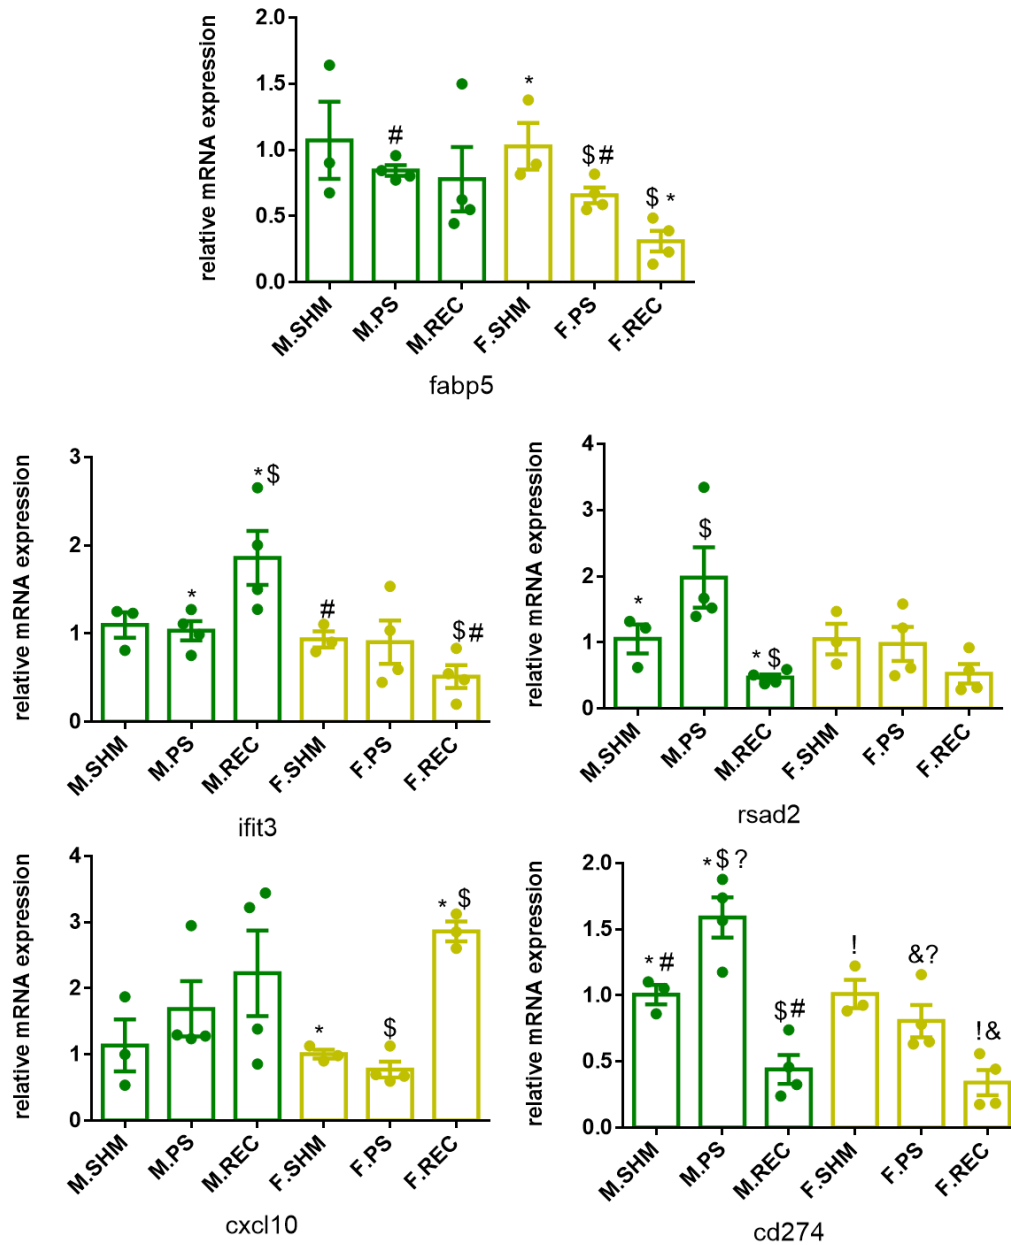 relative mRNA expression
2.0
1.5
1.0
0.5
0.0
#
*
$ #
$ *
M.SHM
M.PS
M.REC
F.SHM
F.PS
F.REC
fabp5
relative mRNA expression
3
2
1
0
*
* $
#
$ #
M.SHM
M.PS
M.REC
F.SHM
F.PS
F.REC
ifit3
relative mRNA expression
4
3
2
1
0
*
$
* $
M.SHM
M.PS
M.REC
F.SHM
F.PS
F.REC
rsad2
relative mRNA expression
4
3
2
1
0
*
$
* $
M.SHM
M.PS
M.REC
F.SHM
F.PS
F.REC
cxcl10
relative mRNA expression
2.0
1.5
1.0
0.5
0.0
* #
* $ ?
$ #
!
&?
!&
M.SHM
M.PS
M.REC
F.SHM
F.PS
F.REC
cd274